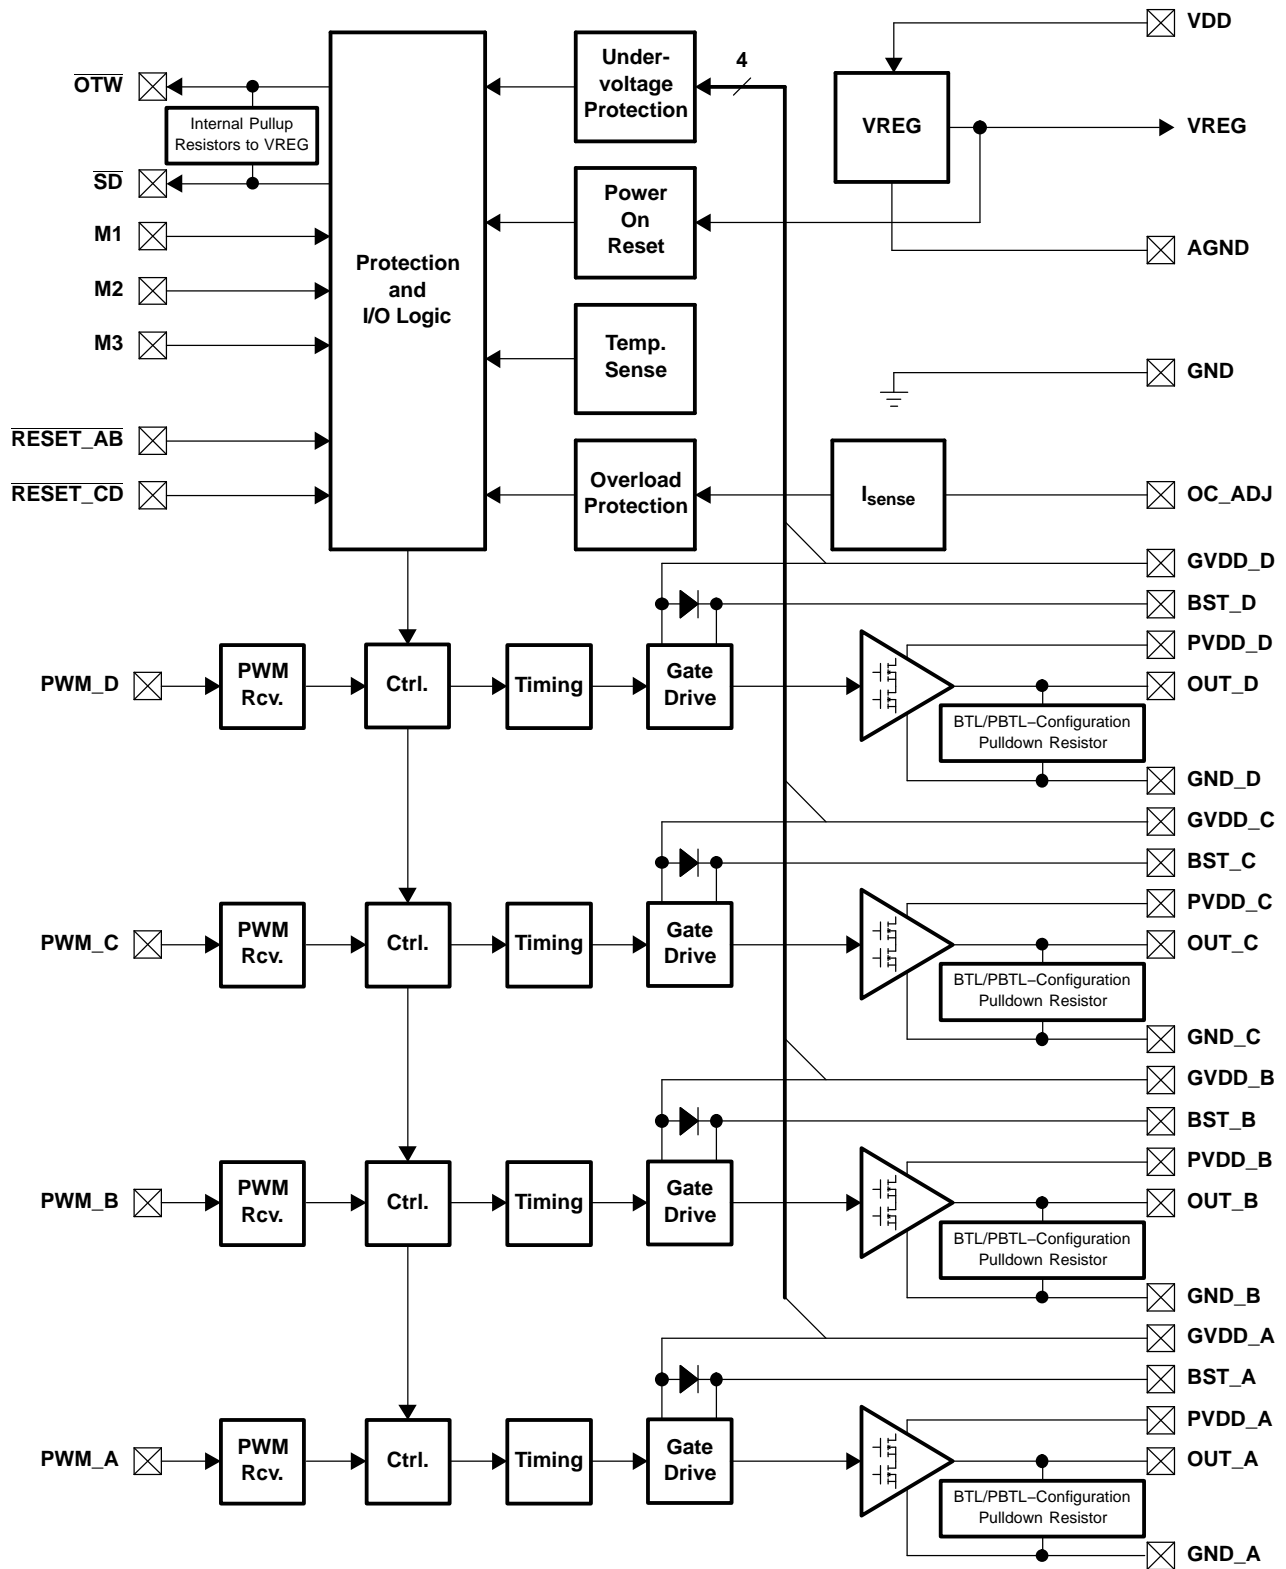 VDD
Under-
voltage
Protection
4
OTW
Internal Pullup
Resistors to VREG
VREG
VREG
SD
Power
On
Reset
M1
AGND
Protection
and
I/O Logic
M2
M3
Temp.
Sense
GND
RESET_AB
RESET_CD
Overload
Protection
Isense
OC_ADJ
GVDD_D
BST_D
PVDD_D
PWM_D
PWM
Rcv.
Ctrl.
Timing
Gate
Drive
OUT_D
BTL/PBTL–Configuration
Pulldown Resistor
GND_D
GVDD_C
BST_C
PVDD_C
PWM_C
PWM
Rcv.
Ctrl.
Timing
Gate
Drive
OUT_C
BTL/PBTL–Configuration
Pulldown Resistor
GND_C
GVDD_B
BST_B
PVDD_B
PWM_B
PWM
Rcv.
Ctrl.
Timing
Gate
Drive
OUT_B
BTL/PBTL–Configuration
Pulldown Resistor
GND_B
GVDD_A
BST_A
PVDD_A
PWM_A
PWM
Rcv.
Ctrl.
Timing
Gate
Drive
OUT_A
BTL/PBTL–Configuration
Pulldown Resistor
GND_A